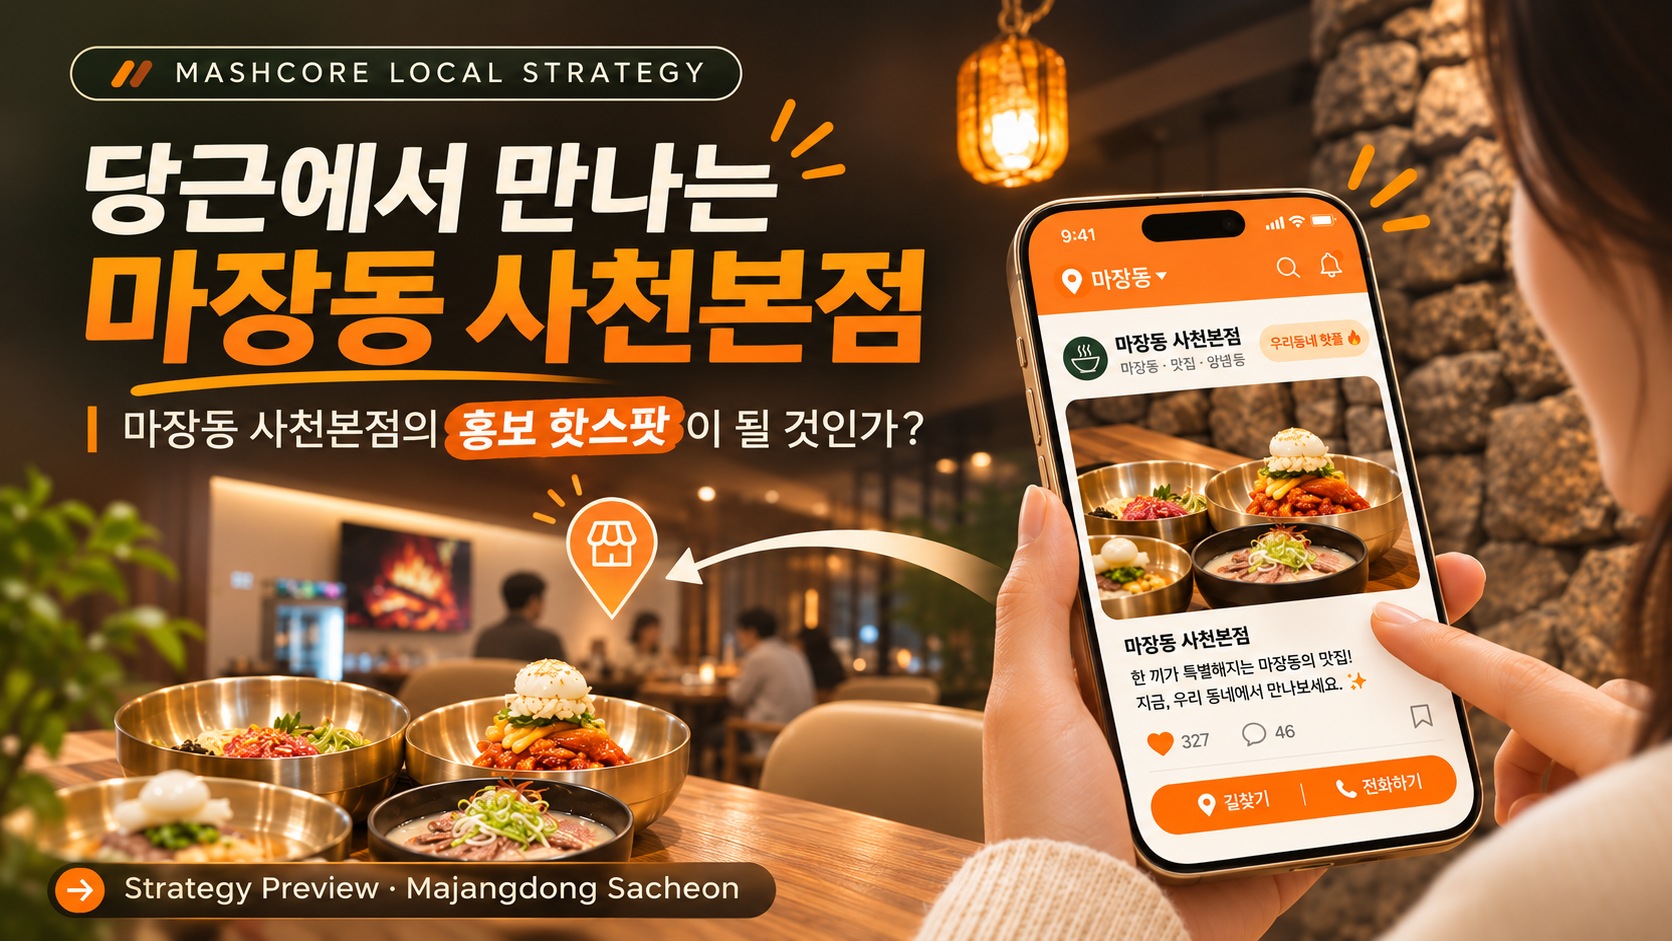 MASHCORE LOCAL STRATEGY
당근에서 만나는
마장동 사천본점
마장동 사천본점의 홍보 핫스팟이 될 것인가?
9:41
마장동
마장동 사천본점
마장동 · 맛집 ·
우리동네 핫플
마장동 사천본점
한 끼가 특별해지는 마장동의 맛집!
지금, 우리 동네에서 만나보세요.
327
46
길찾기
전화하기
Strategy Preview · Majangdong Sacheon